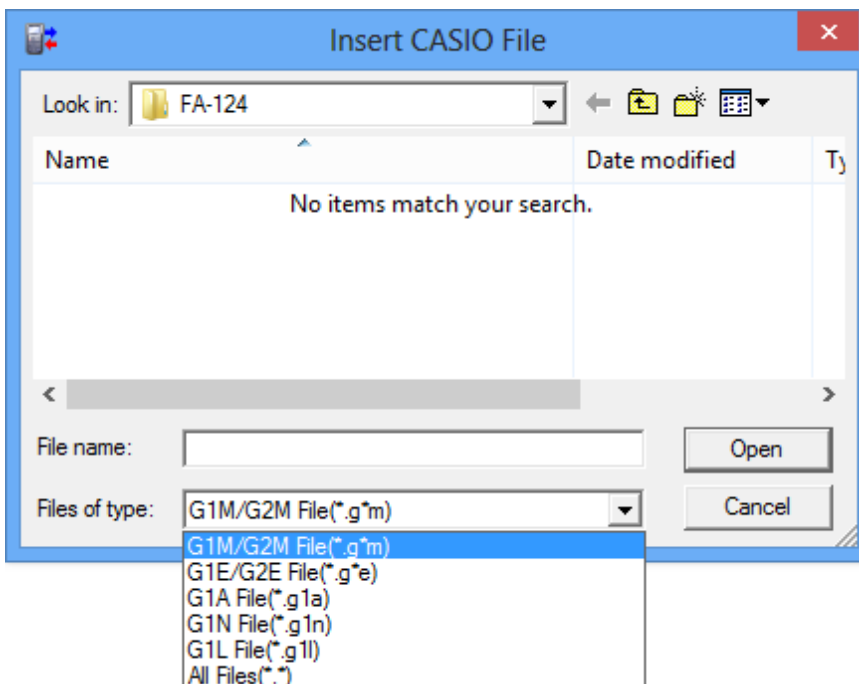 Insert CASIO File
Look in: FA-124
Name Date modified Ty
No items match your search.
File name: Open
Files of type: G1M/G2M File(*.g*m) Cancel
G1M/G2M File(*.g*m)
G1E/G2E File(*.g*e)
G1A File(*.g1a)
G1N File(*.g1n)
G1L File(*.g1l)
All Files(*.*)